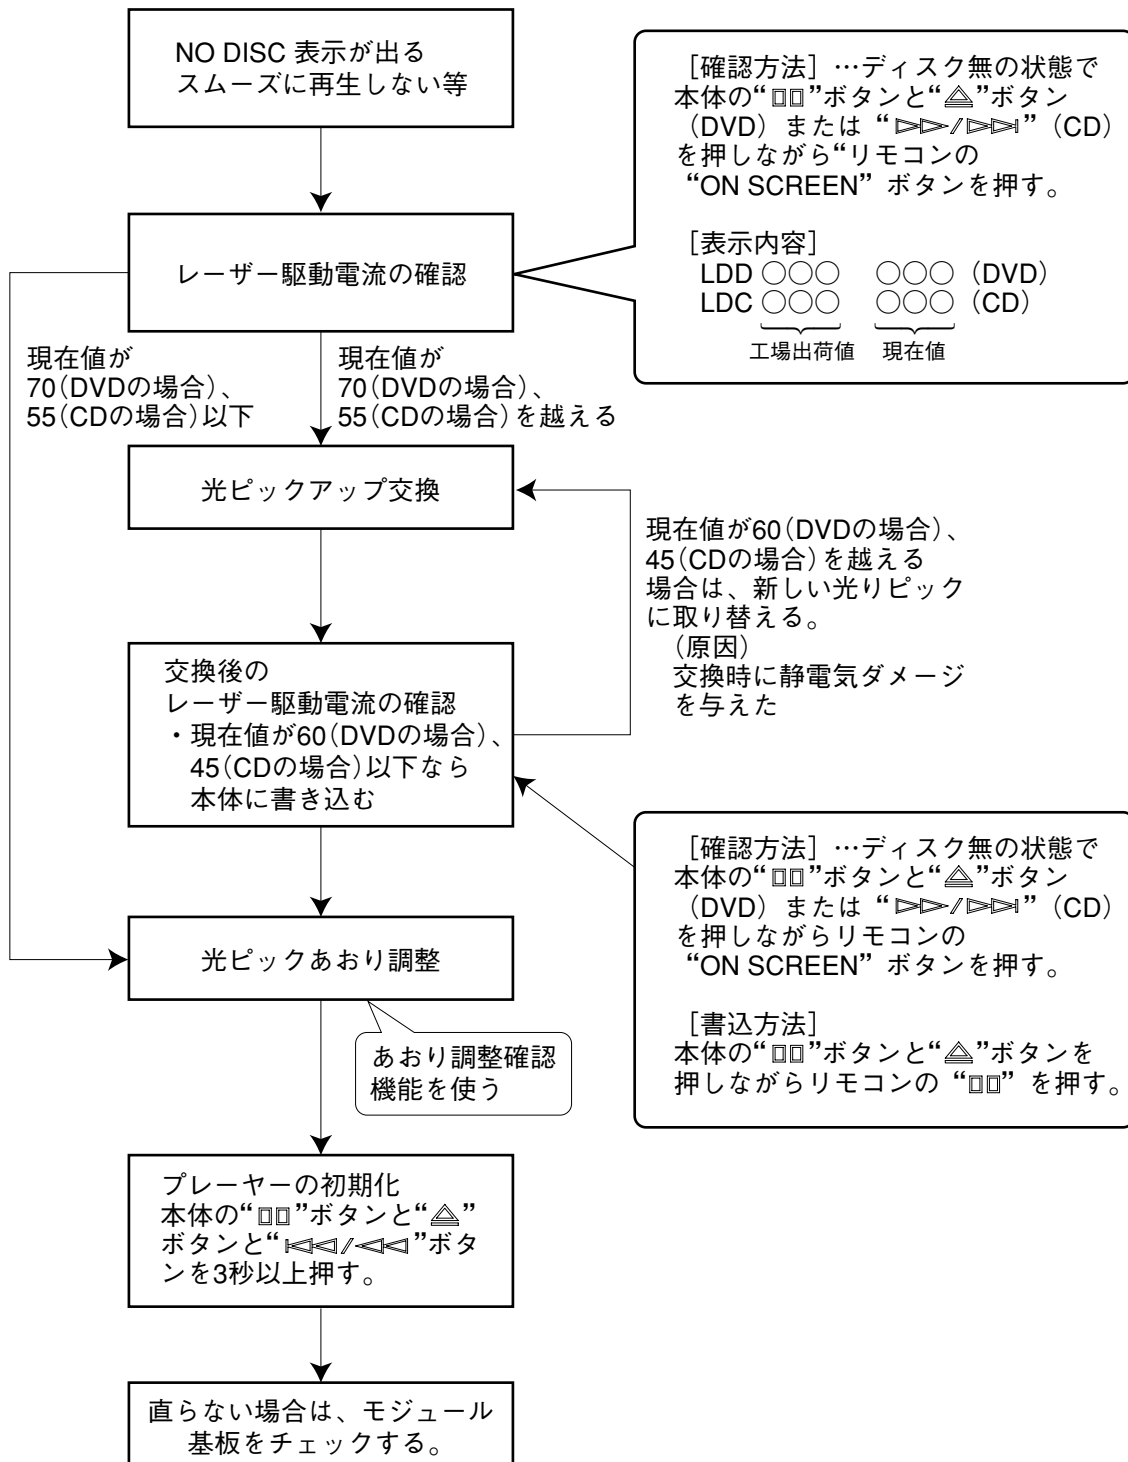 NO DISC 表示が出る
スムーズに再生しない等
［確認方法］…ディスク無の状態で
本体の“▯▯”ボタンと“≜”ボタン
（DVD）または “▷▷/▷▷|”（CD）
を押しながら“リモコンの
“ON SCREEN” ボタンを押す。
［表示内容］
LDD ○○○ ○○○（DVD）
LDC ○○○ ○○○（CD）
工場出荷値 現在値
レーザー駆動電流の確認
現在値が
70(DVDの場合)、
55(CDの場合)以下
現在値が
70(DVDの場合)、
55(CDの場合)を越える
光ピックアップ交換
現在値が60(DVDの場合)、
45(CDの場合)を越える
場合は、新しい光りピック
に取り替える。
（原因）
交換時に静電気ダメージ
を与えた
交換後の
レーザー駆動電流の確認
・現在値が60(DVDの場合)、
45(CDの場合)以下なら
本体に書き込む
［確認方法］…ディスク無の状態で
本体の“▯▯”ボタンと“≜”ボタン
（DVD）または “▷▷/▷▷|”（CD）
を押しながらリモコンの
“ON SCREEN” ボタンを押す。
［書込方法］
本体の“▯▯”ボタンと“≜”ボタンを
押しながらリモコンの “▯▯” を押す。
光ピックあおり調整
あおり調整確認
機能を使う
プレーヤーの初期化
本体の“▯▯”ボタンと“≜”
ボタンと“|◁◁/◁◁”ボタ
ンを3秒以上押す。
直らない場合は、モジュール
基板をチェックする。